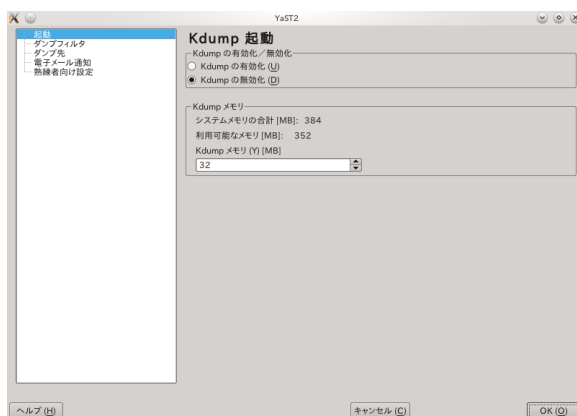 YaST2
起動
ダンプフィルタ
ダンプ先
電子メール通知
熟練者向け設定
Kdump 起動
Kdump の有効化／無効化
Kdump の有効化 (U)
Kdump の無効化 (D)
Kdump メモリ
システムメモリの合計 [MB]: 384
利用可能なメモリ [MB]: 352
Kdump メモリ (Y) [MB]
32
ヘルプ (H)
キャンセル (C)
OK (O)